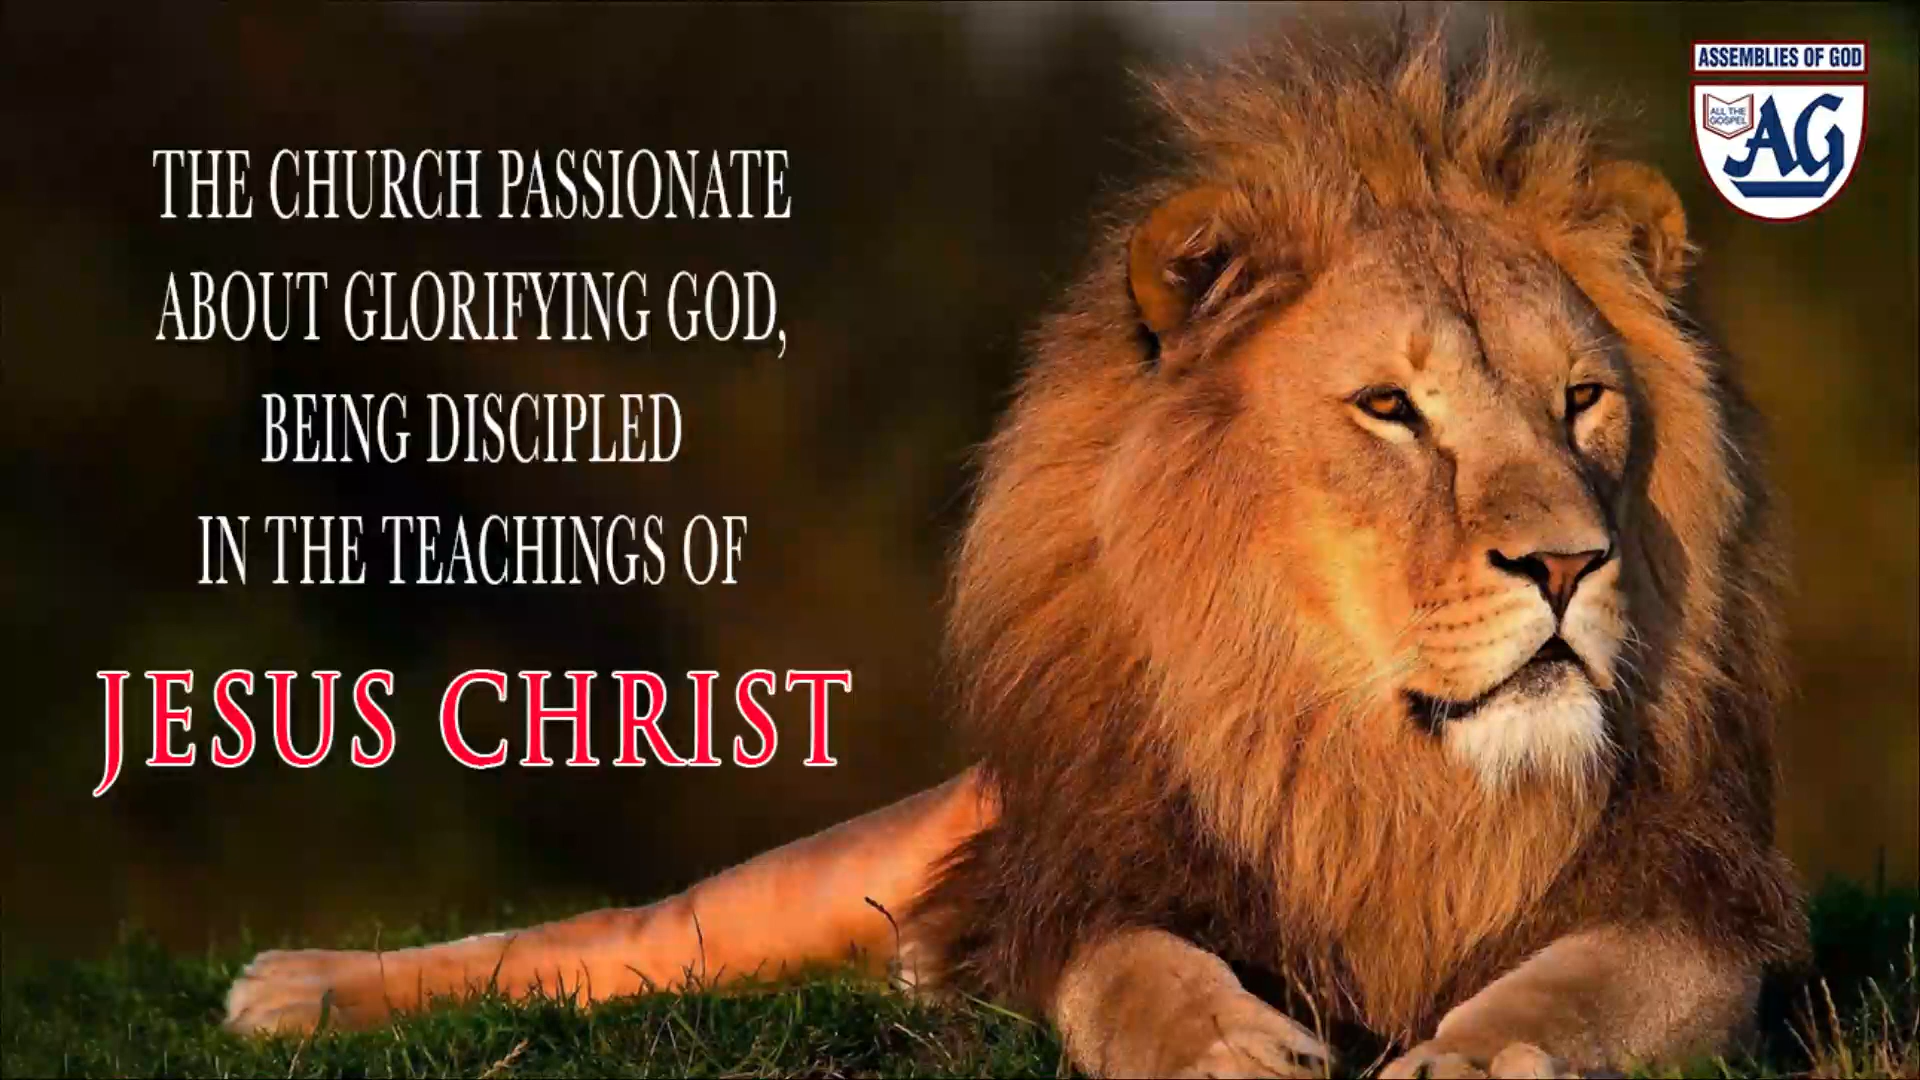 ASSEMBLIES OF GOD
ALL THE
GOSPEL
AG
THE CHURCH PASSIONATE
ABOUT GLORIFYING GOD,
BEING DISCIPLED
IN THE TEACHINGS OF
JESUS CHRIST